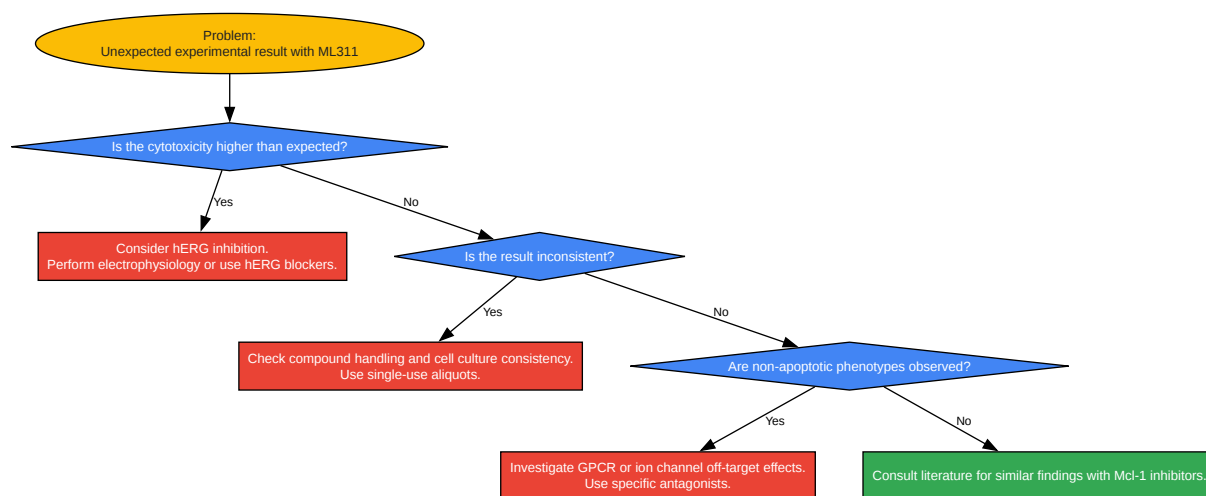 Problem:
Unexpected experimental result with ML311
Is the cytotoxicity higher than expected?
Yes
No
Consider hERG inhibition.
Perform electrophysiology or use hERG blockers.
Is the result inconsistent?
Yes
No
Check compound handling and cell culture consistency.
Use single-use aliquots.
Are non-apoptotic phenotypes observed?
Yes
No
Investigate GPCR or ion channel off-target effects.
Use specific antagonists.
Consult literature for similar findings with Mcl-1 inhibitors.